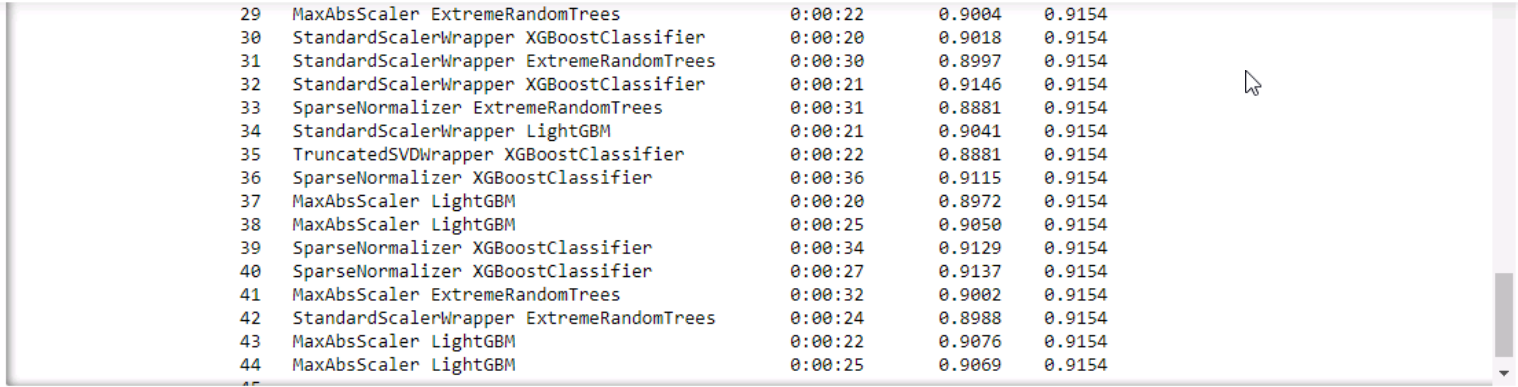 29 MaxAbsScaler ExtremeRandomTrees 0:00:22 0.9004 0.9154
30 StandardScalerWrapper XGBoostClassifier 0:00:20 0.9018 0.9154
31 StandardScalerWrapper ExtremeRandomTrees 0:00:30 0.8997 0.9154
32 StandardScalerWrapper XGBoostClassifier 0:00:21 0.9146 0.9154
33 SparseNormalizer ExtremeRandomTrees 0:00:31 0.8881 0.9154
34 StandardScalerWrapper LightGBM 0:00:21 0.9041 0.9154
35 TruncatedSVDWrapper XGBoostClassifier 0:00:22 0.8881 0.9154
36 SparseNormalizer XGBoostClassifier 0:00:36 0.9115 0.9154
37 MaxAbsScaler LightGBM 0:00:20 0.8972 0.9154
38 MaxAbsScaler LightGBM 0:00:25 0.9050 0.9154
39 SparseNormalizer XGBoostClassifier 0:00:34 0.9129 0.9154
40 SparseNormalizer XGBoostClassifier 0:00:27 0.9137 0.9154
41 MaxAbsScaler ExtremeRandomTrees 0:00:32 0.9002 0.9154
42 StandardScalerWrapper ExtremeRandomTrees 0:00:24 0.8988 0.9154
43 MaxAbsScaler LightGBM 0:00:22 0.9076 0.9154
44 MaxAbsScaler LightGBM 0:00:25 0.9069 0.9154